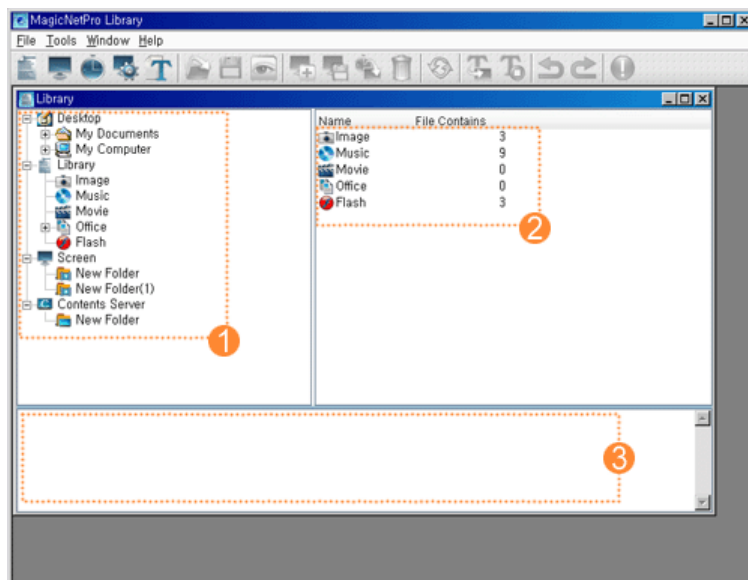 MagicNetPro Library
File Tools Window Help
Library
Desktop
My Documents
My Computer
Library
Image
Music
Movie
Office
Flash
Screen
New Folder
New Folder(1)
Contents Server
New Folder
1
Name File Contains
Image 3
Music 9
Movie 0
Office 0
Flash 3
2
3